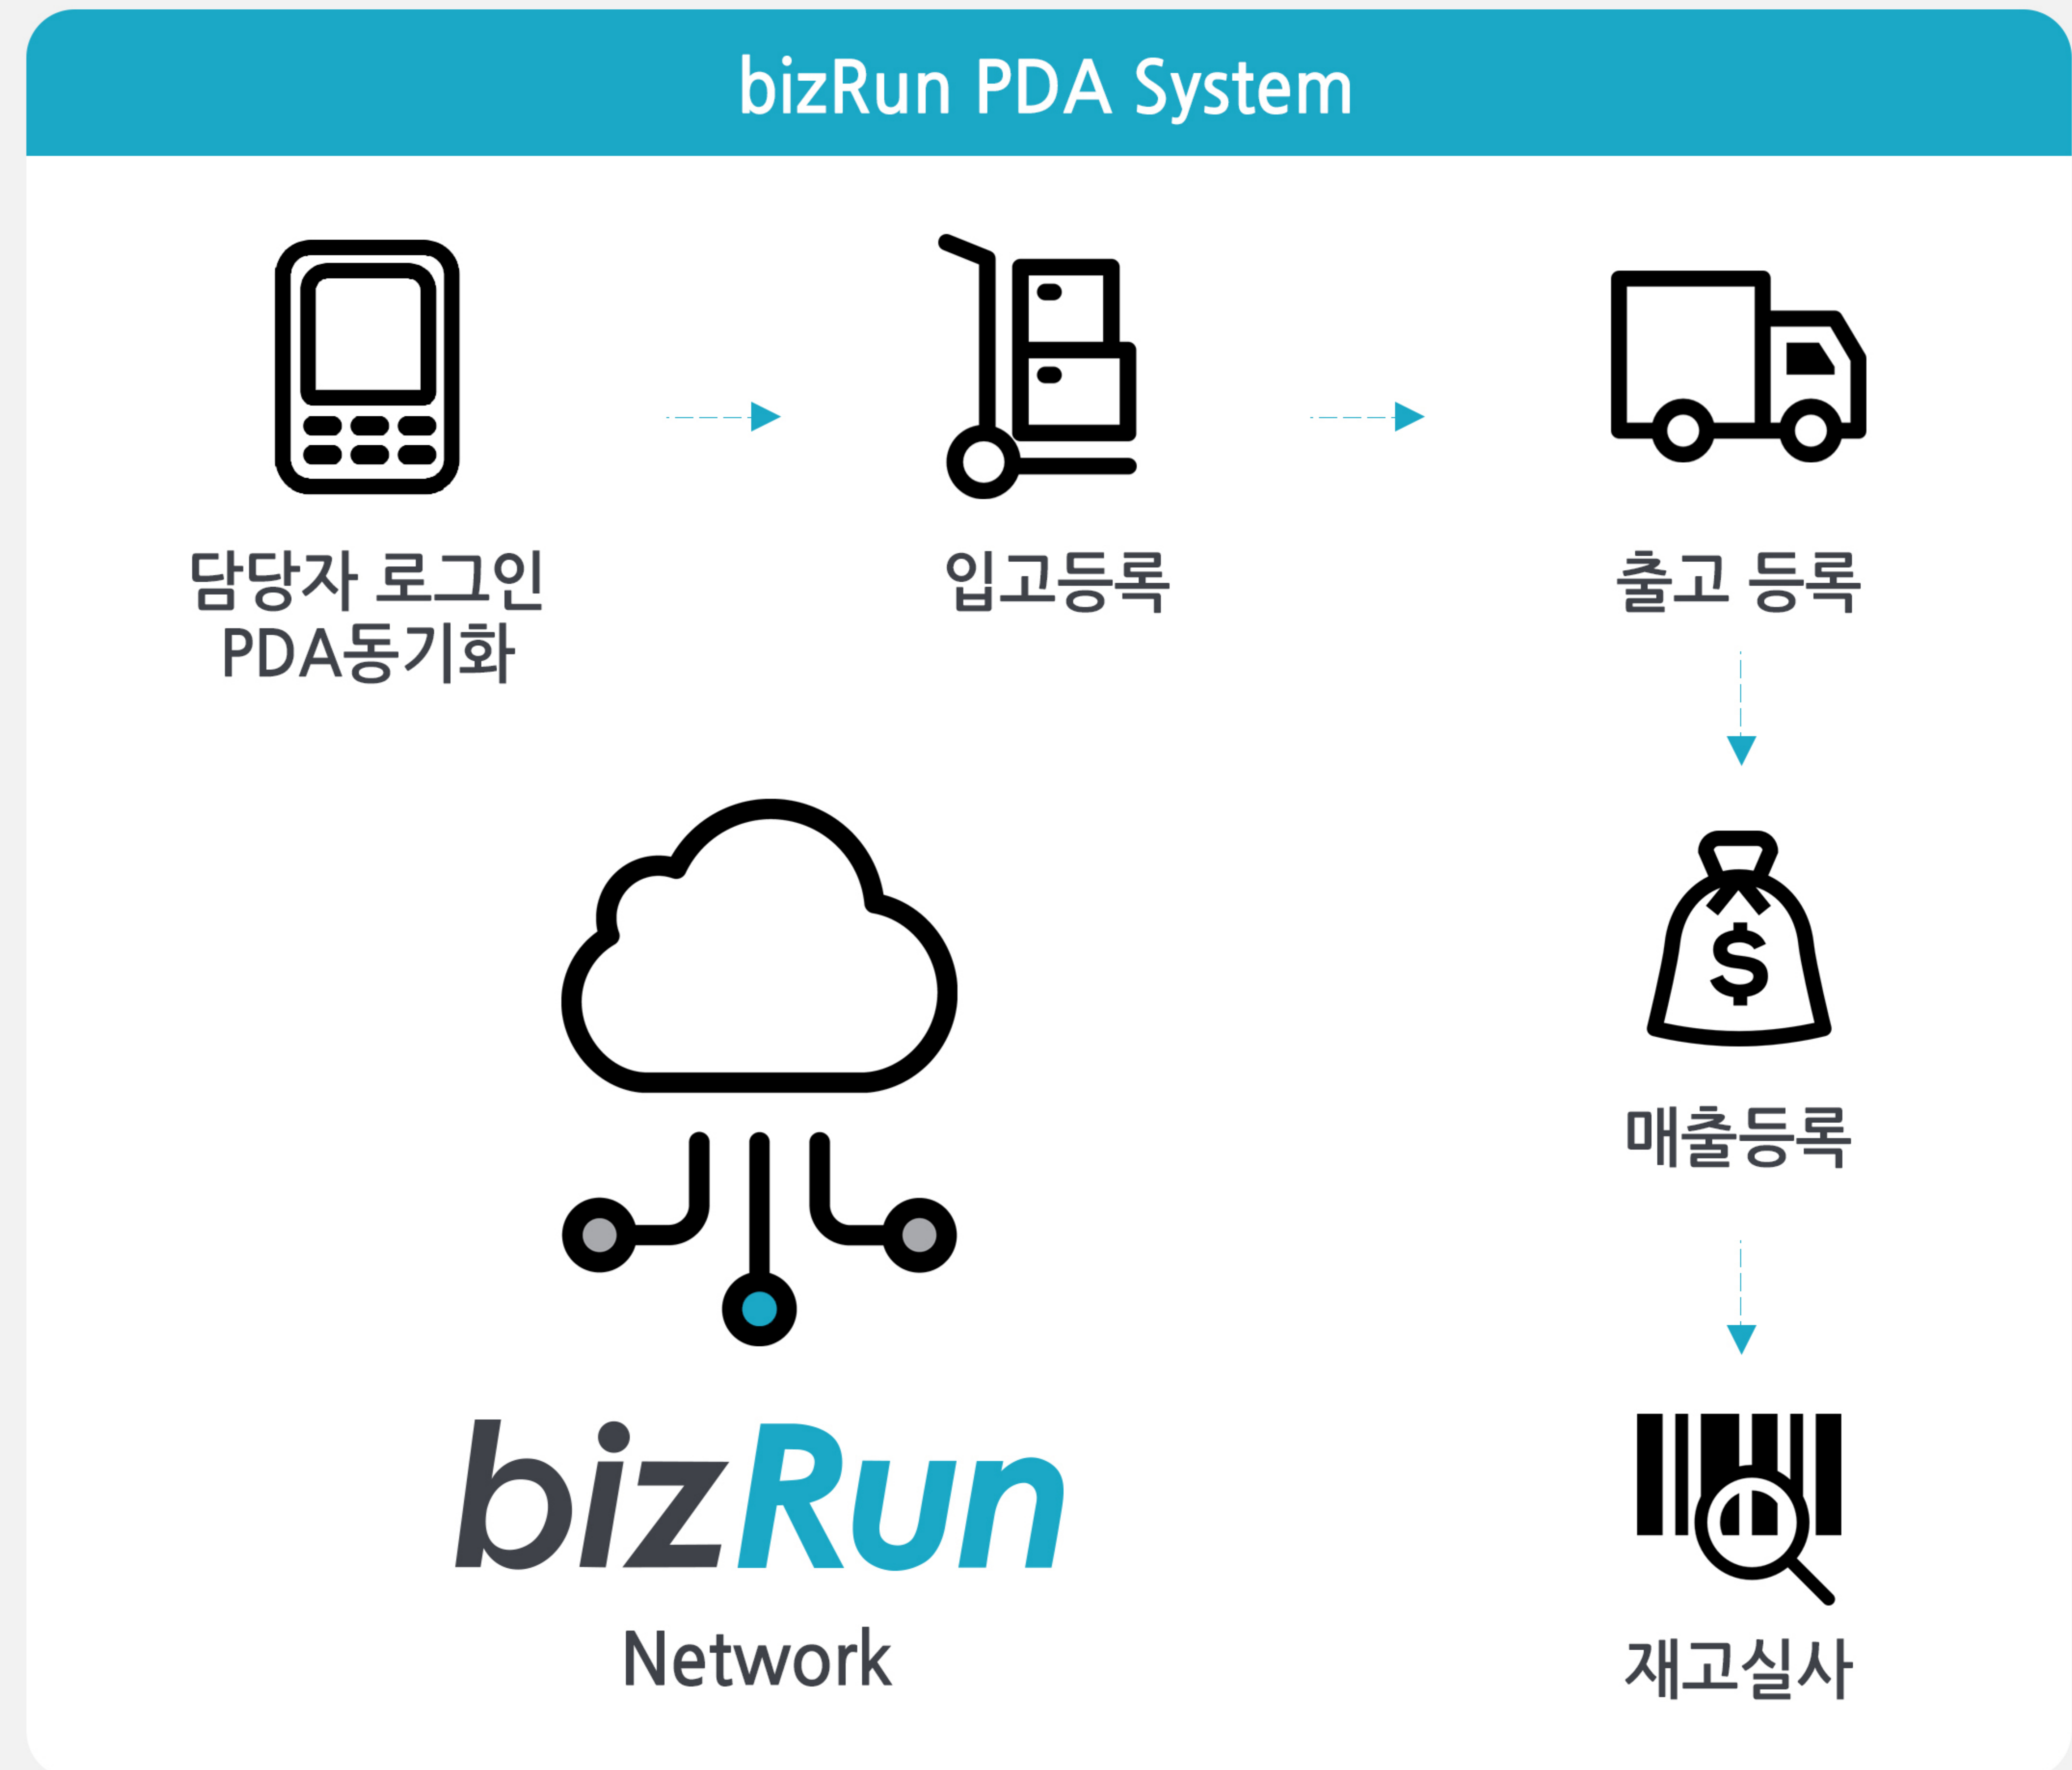 bizRun PDA System
담당자 로그인
PDA동기화
입고등록
출고 등록
매출등록
재고실사
bizRun
Network